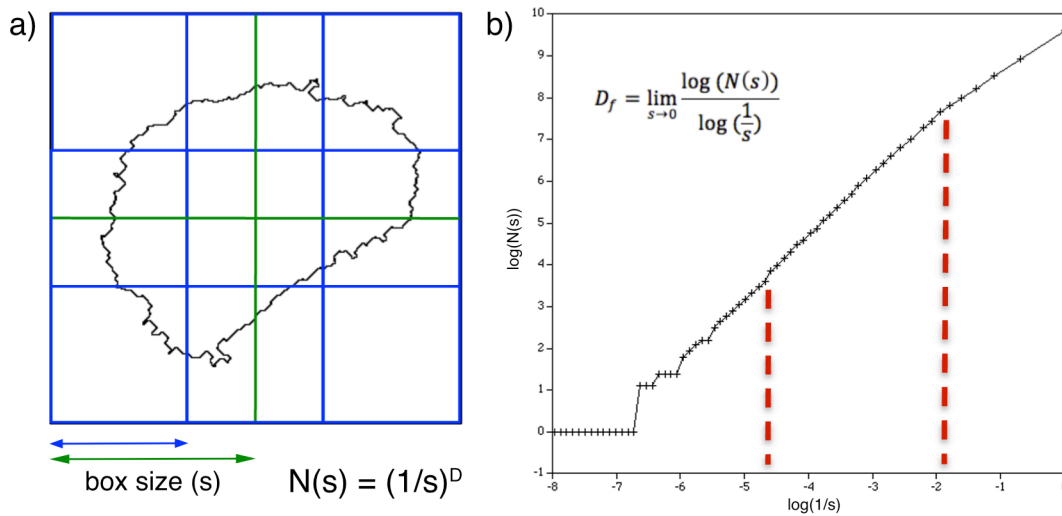 a)
box size (s)
N(s) = (1/s)^D
b)
D_f = lim_{s→0} log (N(s)) / log (1/s)
10
9
8
7
6
5
4
3
2
1
0
-1
log(N(s))
-8 -7 -6 -5 -4 -3 -2 -1
log(1/s)